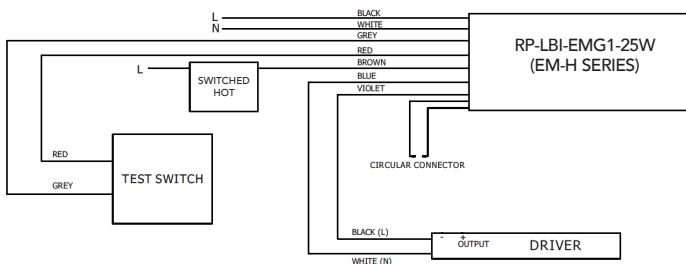 L
BLACK
N
WHITE
GREY
RED
L
BROWN
BLUE
VIOLET
SWITCHED
HOT
RP-LBI-EMG1-25W
(EM-H SERIES)
CIRCULAR CONNECTOR
RED
GREY
TEST SWITCH
BLACK (L)
WHITE (N)
- +
OUTPUT
DRIVER